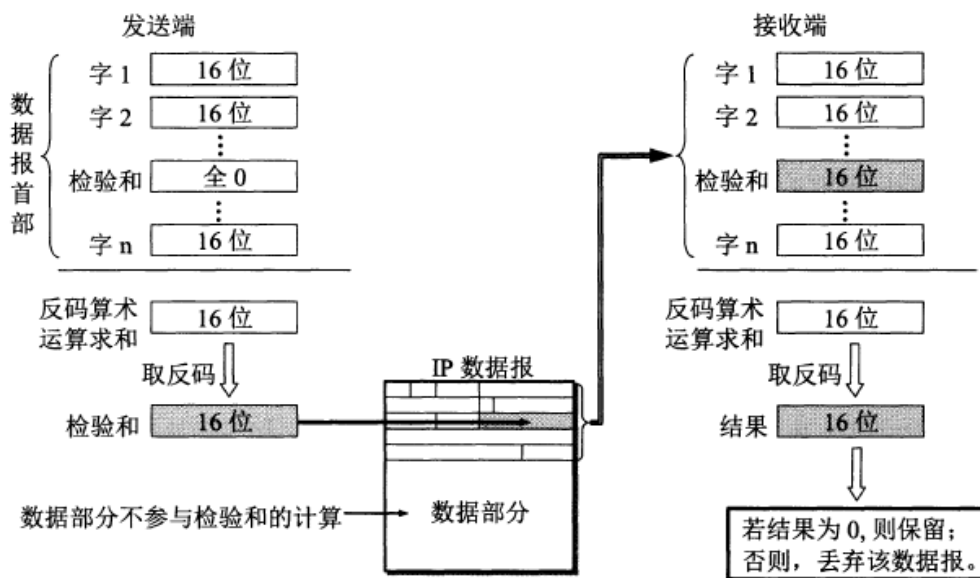 发送端
数据报首部
字 1
16 位
字 2
16 位
检验和
全 0
字 n
16 位
反码算术
运算求和
16 位
取反码
检验和
16 位
数据部分不参与检验和的计算
IP 数据报
数据部分
接收端
字 1
16 位
字 2
16 位
检验和
16 位
字 n
16 位
反码算术
运算求和
16 位
取反码
结果
16 位
若结果为 0, 则保留；
否则，丢弃该数据报。